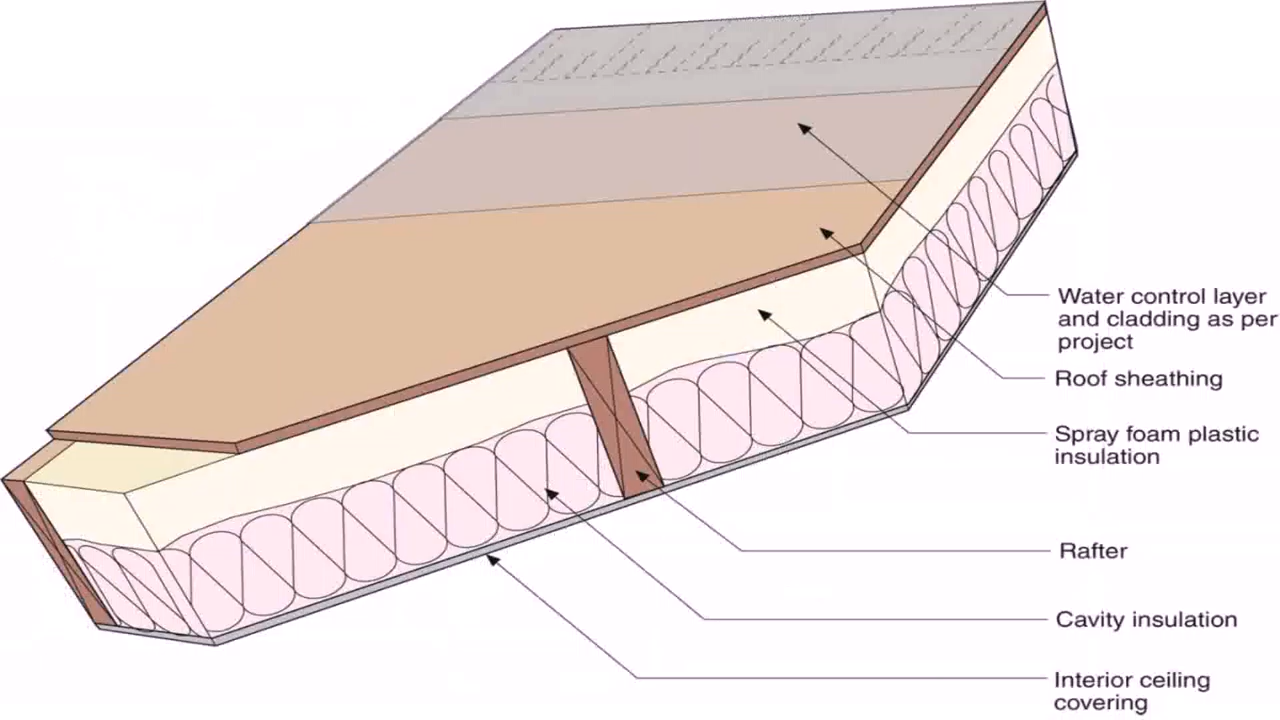 Water control layer
and cladding as per
project
Roof sheathing
Spray foam plastic
insulation
Rafter
Cavity insulation
Interior ceiling
covering